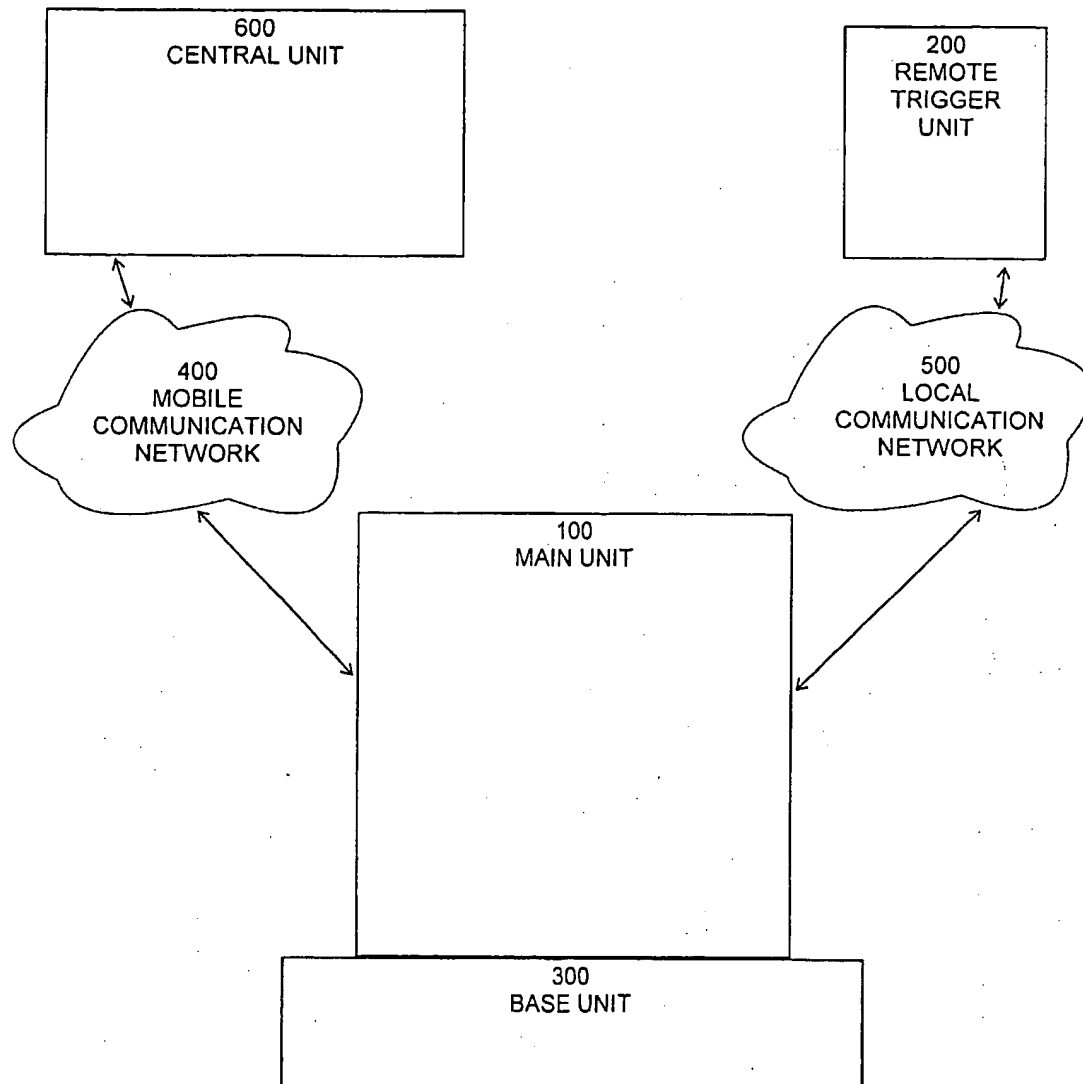 600
CENTRAL UNIT
200
REMOTE
TRIGGER
UNIT
400
MOBILE
COMMUNICATION
NETWORK
500
LOCAL
COMMUNICATION
NETWORK
100
MAIN UNIT
300
BASE UNIT